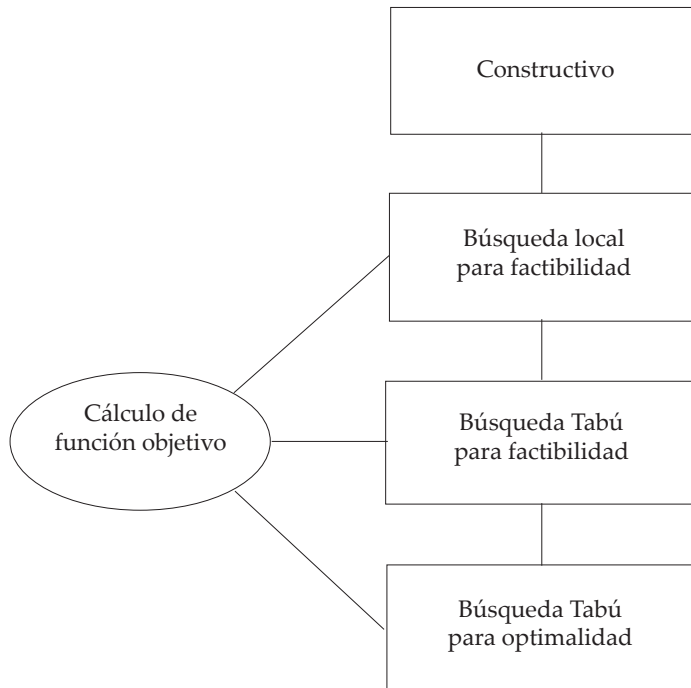 Constructivo
Búsqueda local
para factibilidad
Cálculo de
función objetivo
Búsqueda Tabú
para factibilidad
Búsqueda Tabú
para optimalidad